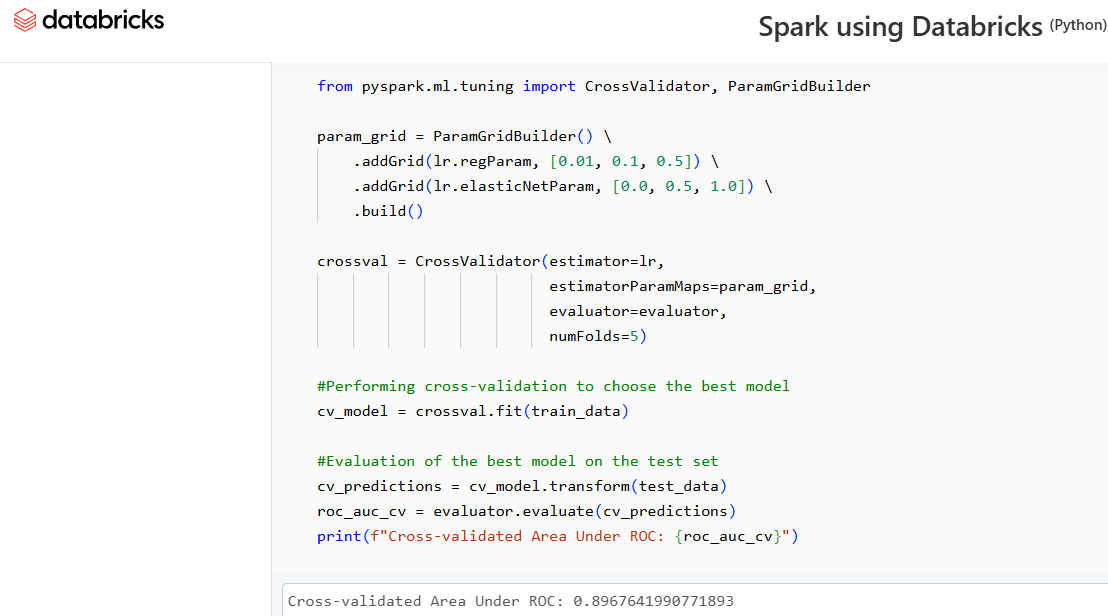 databricks
Spark using Databricks (Python)
from pyspark.ml.tuning import CrossValidator, ParamGridBuilder
param_grid = ParamGridBuilder() \
.addGrid(lr.regParam, [0.01, 0.1, 0.5]) \
.addGrid(lr.elasticNetParam, [0.0, 0.5, 1.0]) \
.build()
crossval = CrossValidator(estimator=lr,
estimatorParamMaps=param_grid,
evaluator=evaluator,
numFolds=5)
#Performing cross-validation to choose the best model
cv_model = crossval.fit(train_data)
#Evaluation of the best model on the test set
cv_predictions = cv_model.transform(test_data)
roc_auc_cv = evaluator.evaluate(cv_predictions)
print(f"Cross-validated Area Under ROC: {roc_auc_cv}")
Cross-validated Area Under ROC: 0.8967641990771893